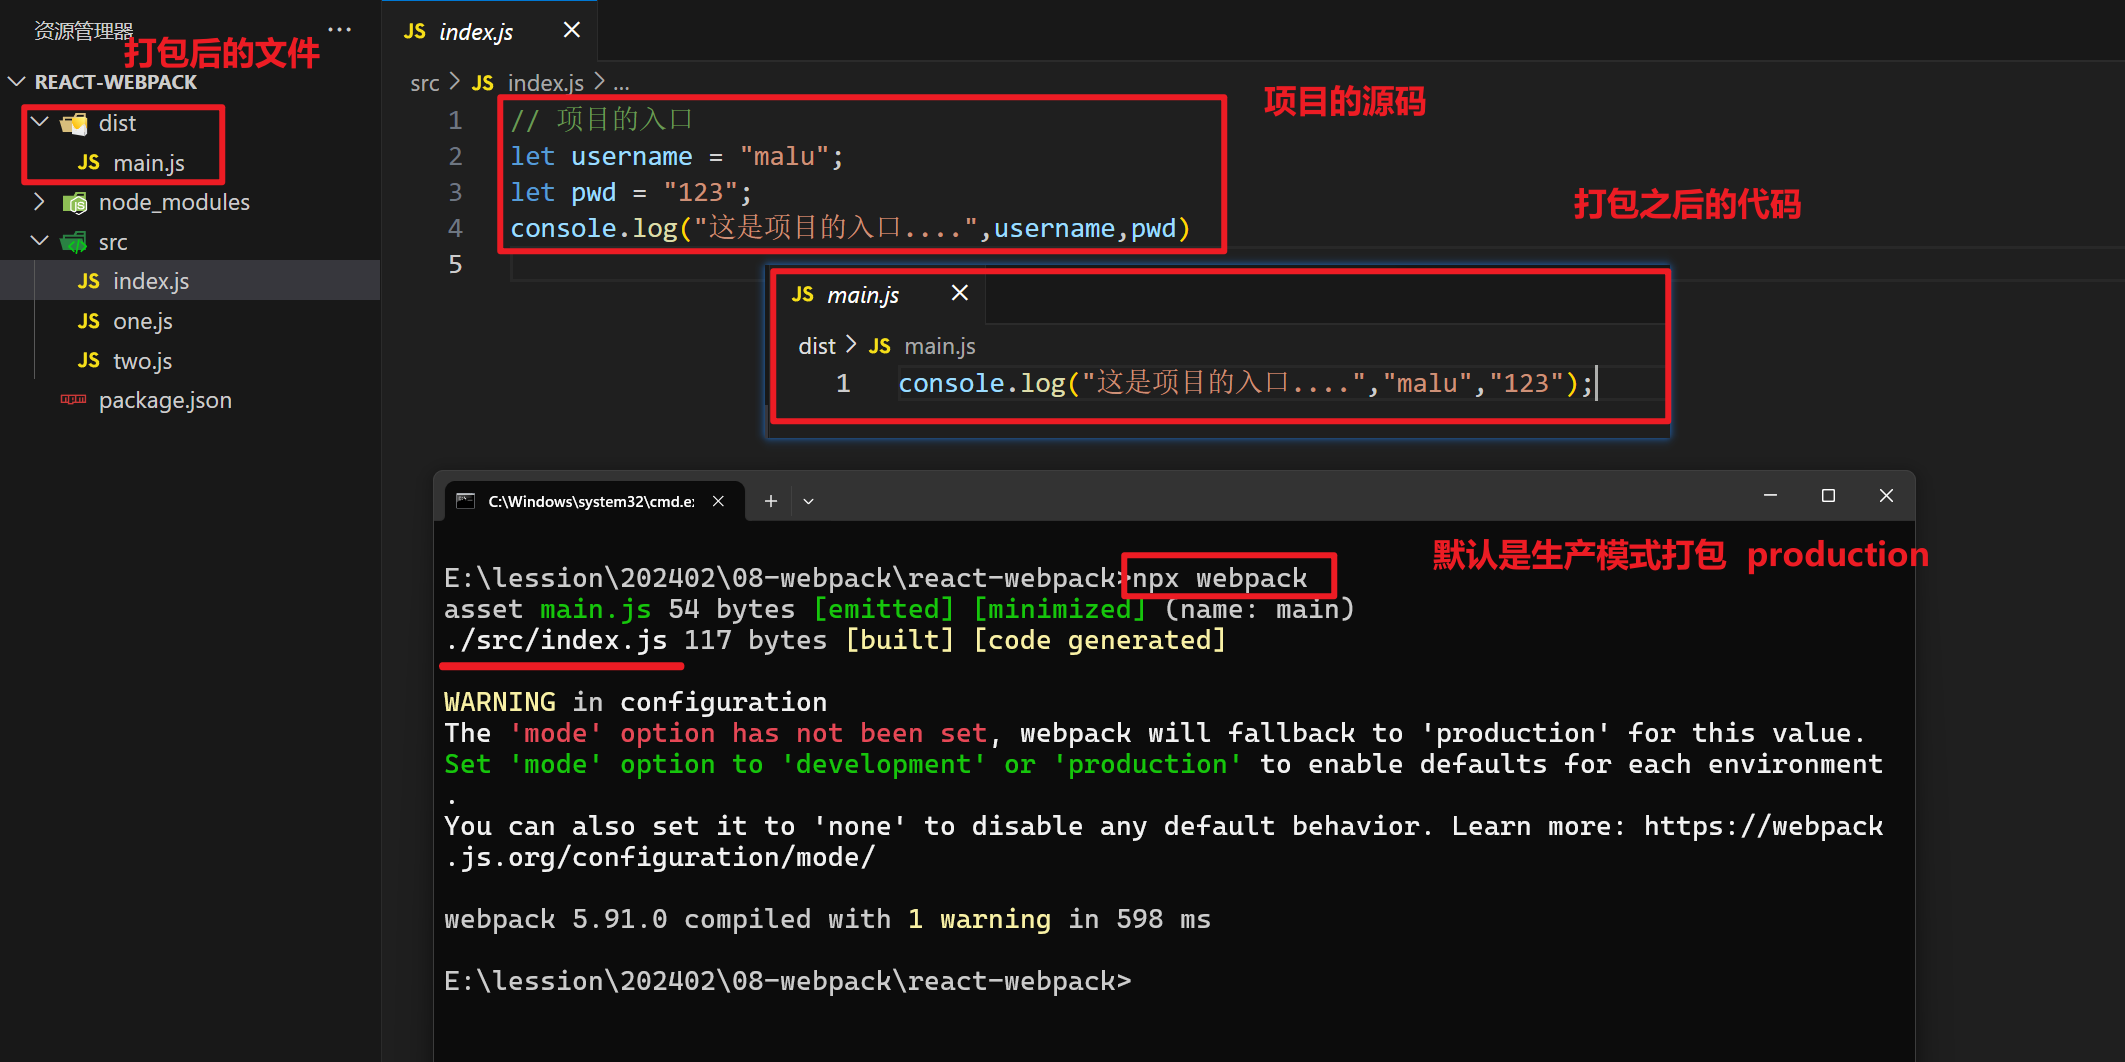 资源管理器 ···
打包后的文件
REACT-WEBPACK
dist
JS main.js
node_modules
src
JS index.js
JS one.js
JS two.js
package.json
JS index.js
src > JS index.js > ...
项目的源码
1 // 项目的入口
2 let username = "malu";
3 let pwd = "123";
4 console.log("这是项目的入口....",username,pwd)
5
打包之后的代码
JS main.js
dist > JS main.js
1 console.log("这是项目的入口....","malu","123");
C:\Windows\system32\cmd.e
默认是生产模式打包 production
E:\lession\202402\08-webpack\react-webpack>npx webpack
asset main.js 54 bytes [emitted] [minimized] (name: main)
./src/index.js 117 bytes [built] [code generated]
WARNING in configuration
The 'mode' option has not been set, webpack will fallback to 'production' for this value.
Set 'mode' option to 'development' or 'production' to enable defaults for each environment
.
You can also set it to 'none' to disable any default behavior. Learn more: https://webpack
.js.org/configuration/mode/
webpack 5.91.0 compiled with 1 warning in 598 ms
E:\lession\202402\08-webpack\react-webpack>